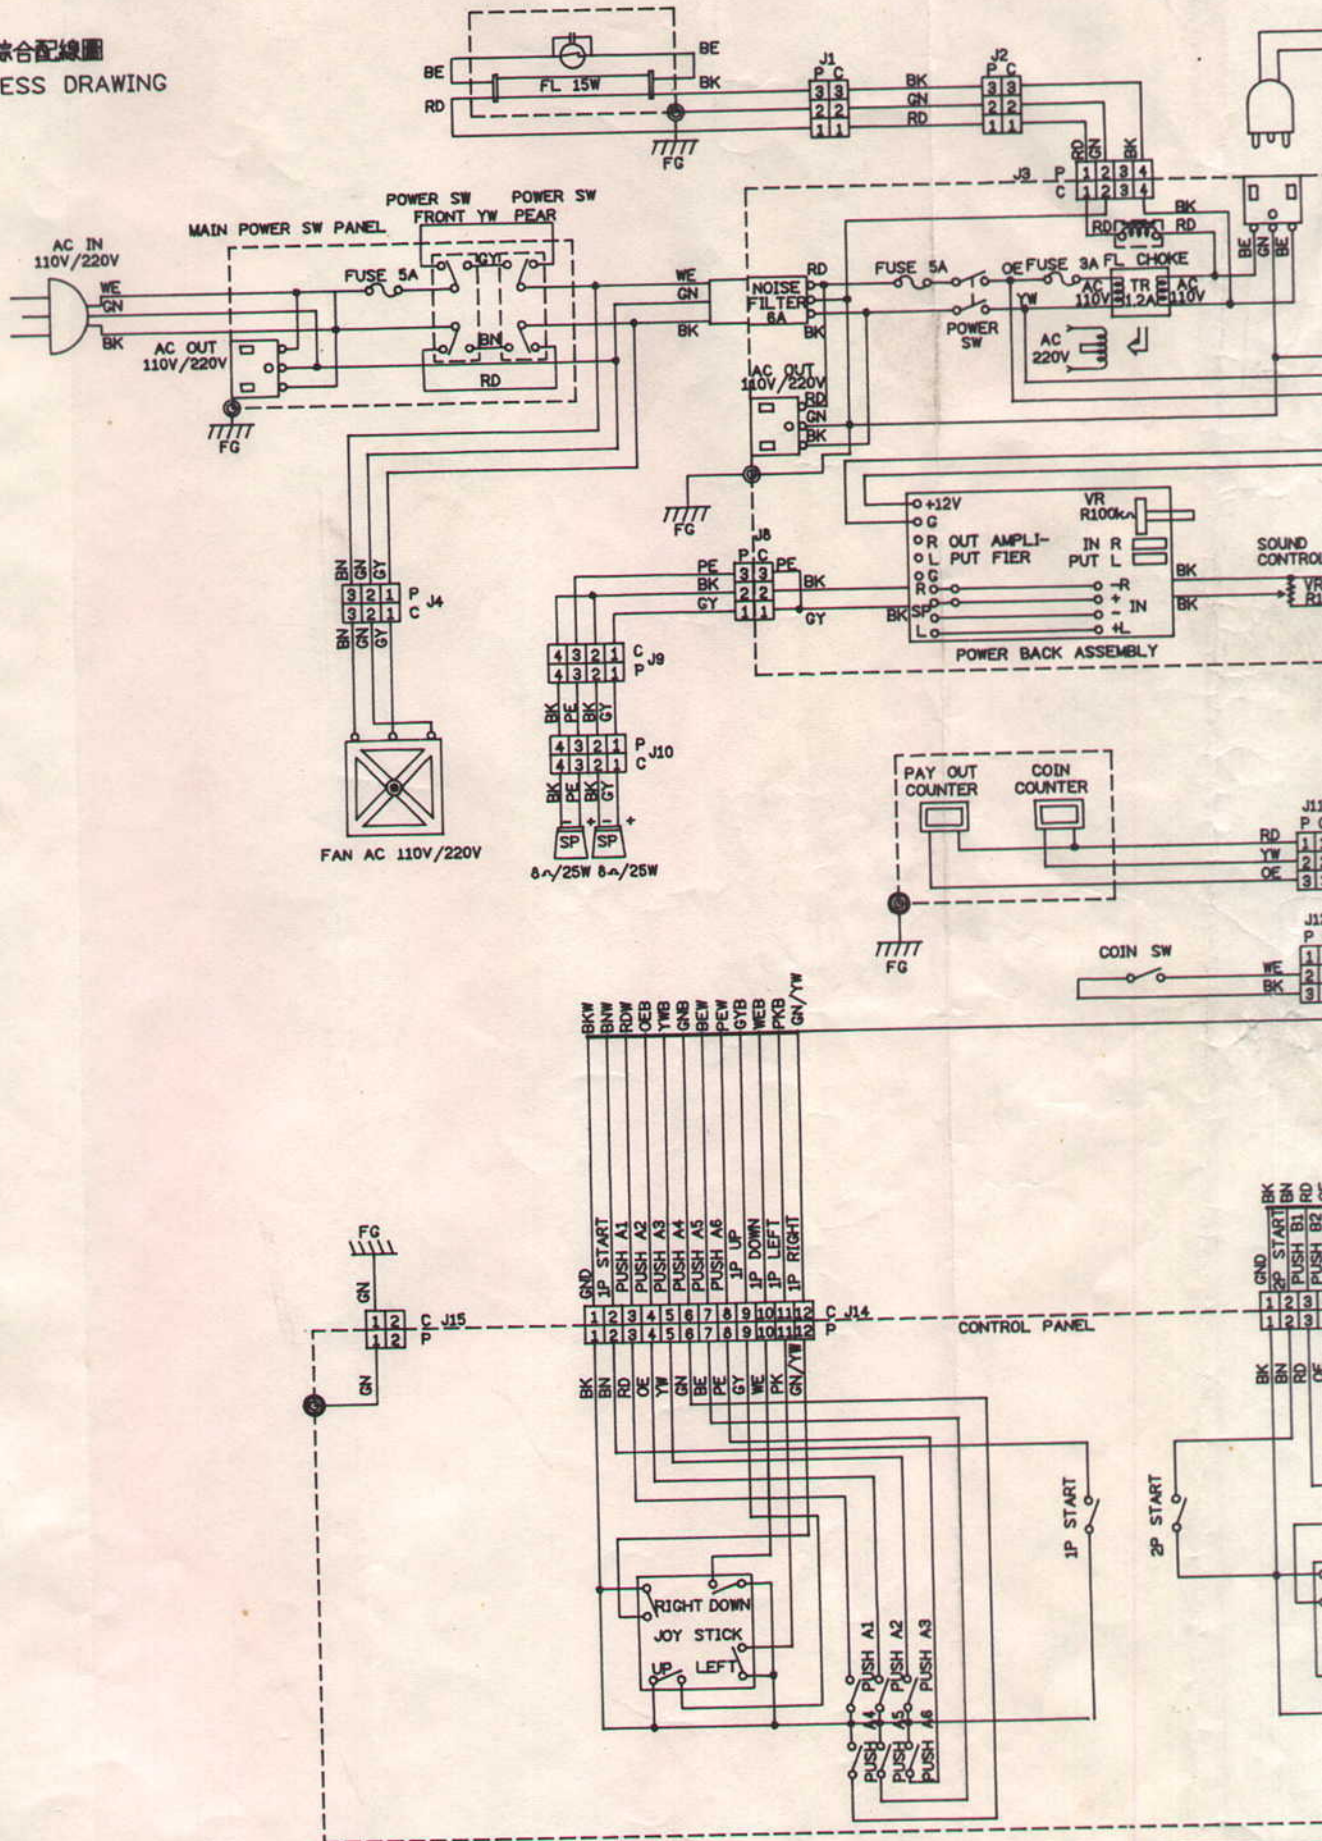 綜合配線圖
ESS DRAWING
BE
BE
BK
RD
FL 15W
FG
J1
P C
3 3
2 2
1 1
BK
GN
RD
J2
P C
3 3
2 2
1 1
RD
GN
BK
J3
P 1 2 3 4
C 1 2 3 4
BK
RD
RD
FL CHOKE
BE
GN
BE
POWER SW
FRONT YW
POWER SW
PEAR
MAIN POWER SW PANEL
AC IN
110V/220V
WE
GN
BK
FUSE 5A
GY
BN
RD
AC OUT
110V/220V
FG
WE
GN
BK
NOISE
FILTER
6A
RD
BK
FUSE 5A
POWER
SW
OE
YW
FUSE 3A
AC
110V
TR
1.2A
AC
110V
AC
220V
AC OUT
110V/220V
RD
GN
BK
FG
+12V
G
R
L
G
OUT
PUT
AMPLI-
FIER
VR
R100k
IN
PUT
R
L
R
SP
L
-R
+
-
+L
IN
POWER BACK ASSEMBLY
BK
BK
SOUND
CONTROL
VR
J8
P C
3 3
2 2
1 1
PE
BK
GY
PE
BK
GY
BK
BN
GN
GY
3 2 1 P
3 2 1 C
J4
BN
GN
GY
FAN AC 110V/220V
4 3 2 1 C
4 3 2 1 P
J9
BK
PE
BK
GY
4 3 2 1 P
4 3 2 1 C
J10
BK
PE
BK
GY
- + - +
SP SP
8/25W 8/25W
PAY OUT
COUNTER
COIN
COUNTER
RD
YW
OE
J11
P
1
2
3
FG
COIN SW
WE
BK
P
1
2
3
BKW
BNW
RDW
OEB
YWB
GNB
BEW
PEW
GYB
WEB
PKB
GN/YW
GND
1P START
PUSH A1
PUSH A2
PUSH A3
PUSH A4
PUSH A5
PUSH A6
1P UP
1P DOWN
1P LEFT
1P RIGHT
1 2 3 4 5 6 7 8 9 10 11 12 C
1 2 3 4 5 6 7 8 9 10 11 12 P
J14
BK
BN
RD
OE
YW
GN
BE
PE
GY
WE
PK
GN/YW
FG
GN
1 2 C
1 2 P
J15
GN
CONTROL PANEL
BK
BN
RD
OE
GND
2P START
PUSH B1
PUSH B2
1 2 3
1 2 3
BK
BN
RD
OE
1P START
2P START
RIGHT
DOWN
JOY STICK
UP
LEFT
PUSH A1
PUSH A2
PUSH A3
PUSH A4
PUSH A5
PUSH A6